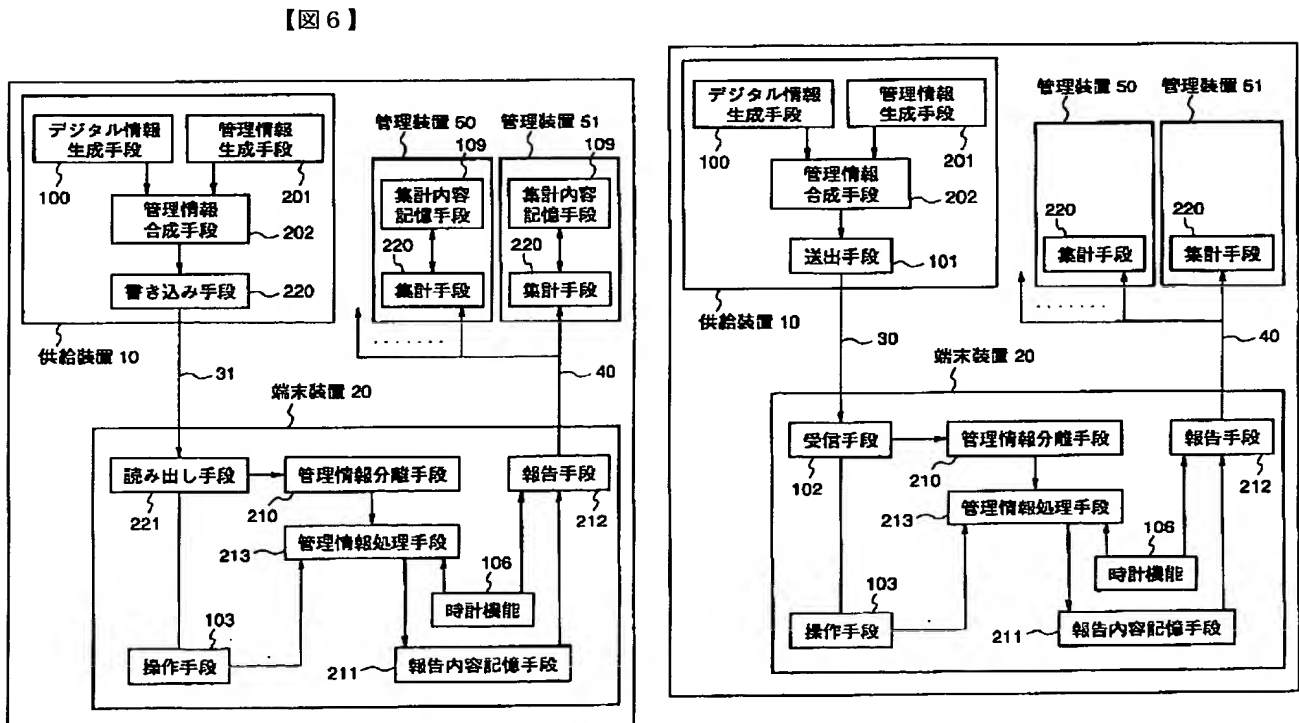 【図6】
デジタル情報
生成手段
100
管理情報
生成手段
201
管理情報
合成手段
202
書き込み手段
220
供給装置 10
管理装置 50
109
集計内容
記憶手段
220
集計手段
管理装置 51
109
集計内容
記憶手段
220
集計手段
........
31
40
端末装置 20
読み出し手段
221
管理情報分離手段
210
報告手段
212
213
管理情報処理手段
106
時計機能
103
操作手段
211
報告内容記憶手段
デジタル情報
生成手段
100
管理情報
生成手段
201
管理情報
合成手段
202
送出手段
101
供給装置 10
管理装置 50
220
集計手段
管理装置 51
220
集計手段
.......
30
40
端末装置 20
受信手段
102
管理情報分離手段
210
報告手段
212
213
管理情報処理手段
106
時計機能
103
操作手段
211
報告内容記憶手段